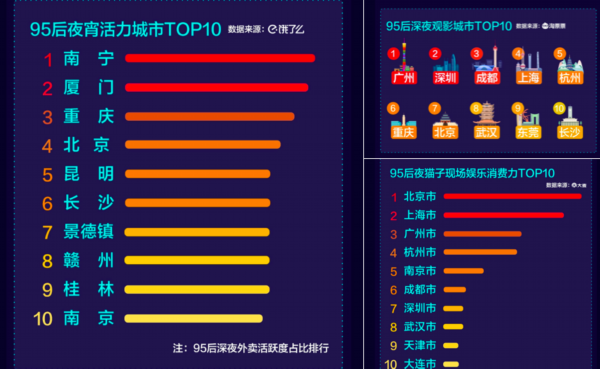 95后夜宵活力城市TOP10 数据来源:饿了么
1 南宁
2 厦门
3 重庆
4 北京
5 昆明
6 长沙
7 景德镇
8 赣州
9 桂林
10 南京
注:95后深夜外卖活跃度占比排行
95后深夜观影城市TOP10 数据来源:淘票票
1 2 3 4 5
广州 深圳 成都 上海 杭州
6 7 8 9 10
重庆 北京 武汉 东莞 长沙
95后夜猫子现场娱乐消费力TOP10
数据来源:大麦
1 北京市
2 上海市
3 广州市
4 杭州市
5 南京市
6 成都市
7 深圳市
8 武汉市
9 天津市
10 大连市